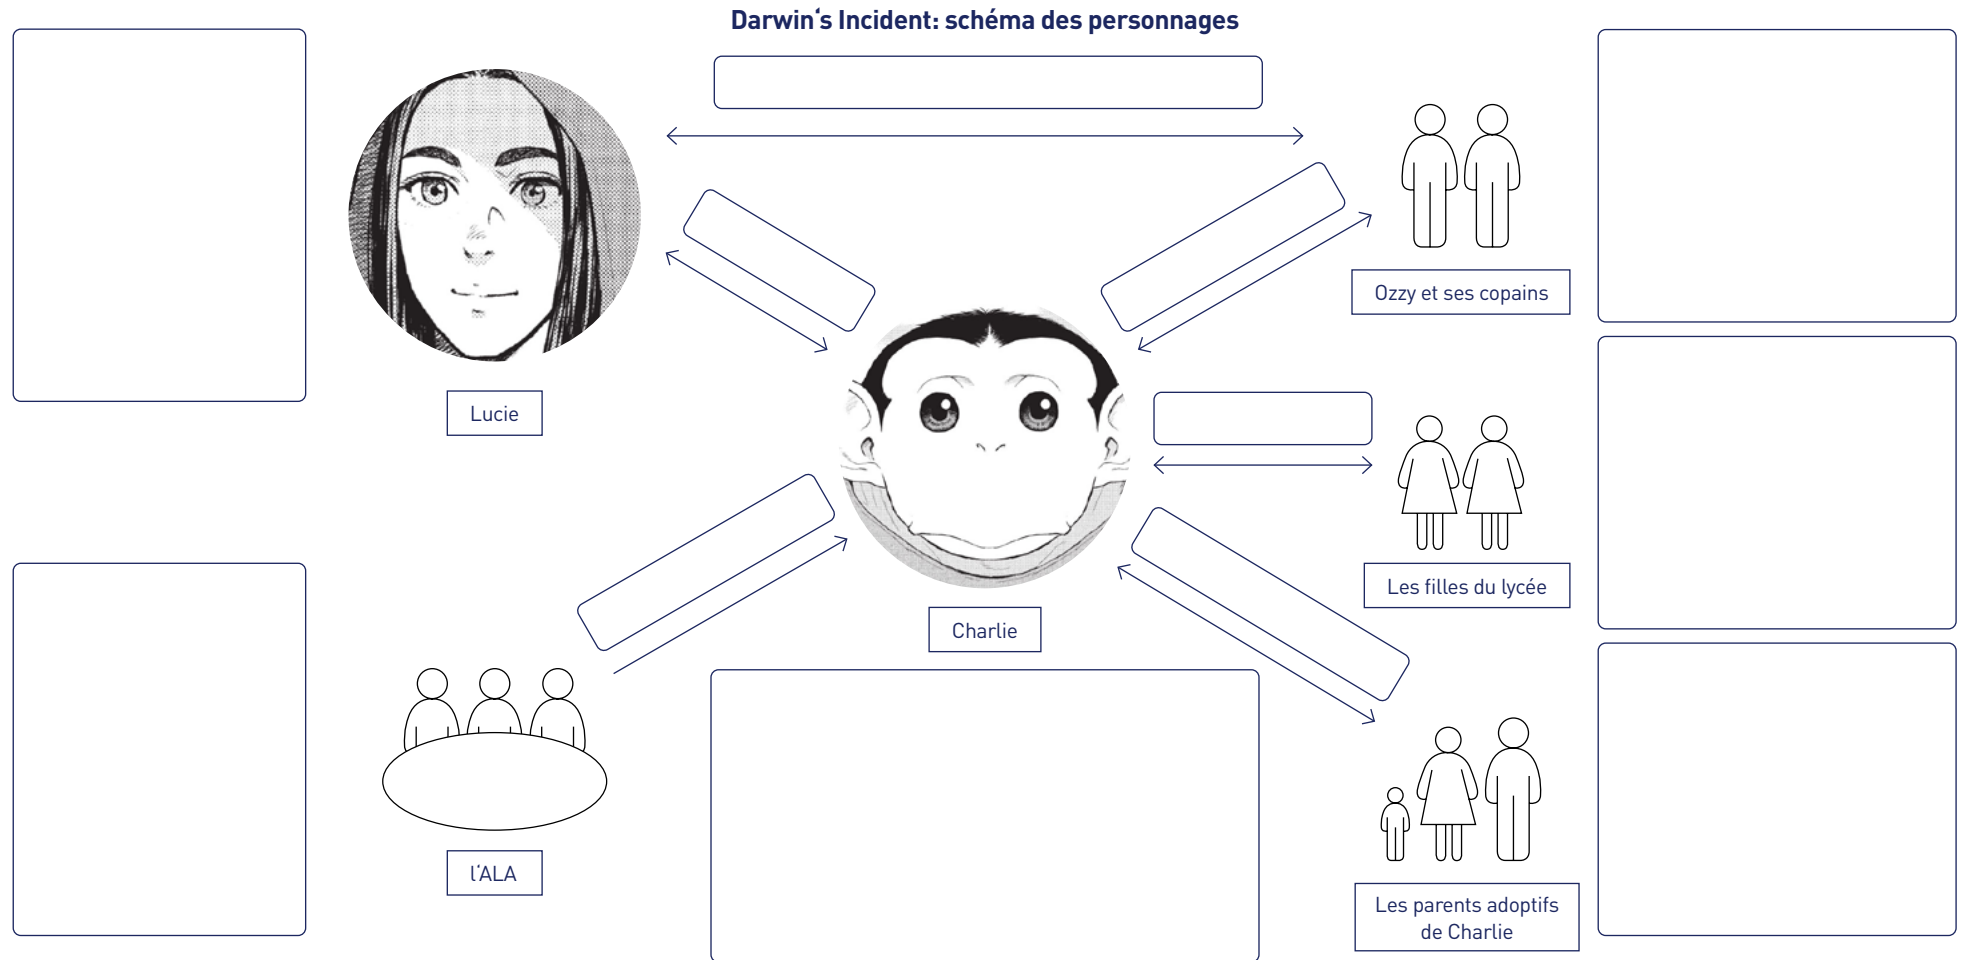 Darwin‘s Incident: schéma des personnages
Ozzy et ses copains
Lucie
Les filles du lycée
Charlie
l‘ALA
Les parents adoptifs
de Charlie